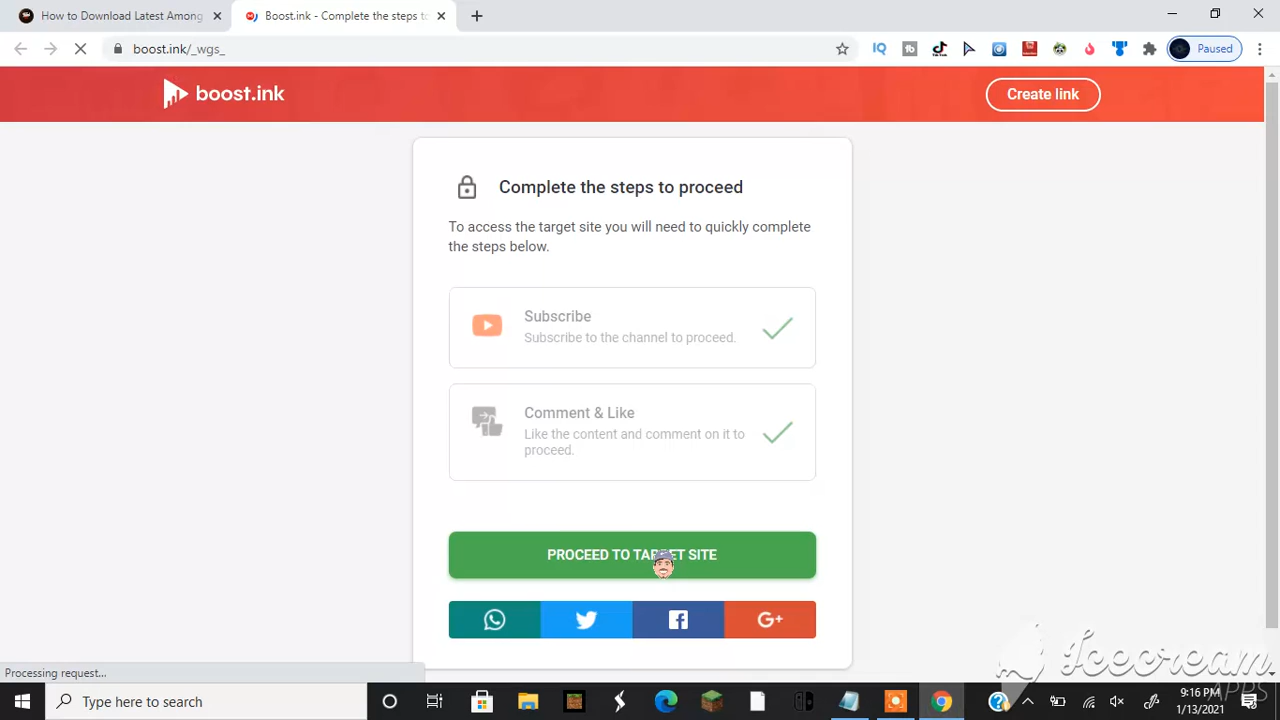 How to Download Latest Among
Boost.ink - Complete the steps to
boost.ink/_wgs_
Paused
boost.ink
Create link
Complete the steps to proceed
To access the target site you will need to quickly complete
the steps below.
Subscribe
Subscribe to the channel to proceed.
Comment & Like
Like the content and comment on it to
proceed.
PROCEED TO TARGET SITE
Processing request...
Icecream
APPS
Type here to search
9:16 PM
1/13/2021